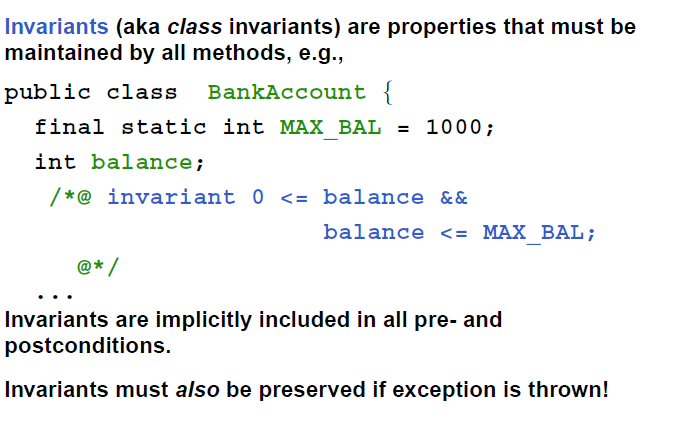 Invariants (aka class invariants) are properties that must be
maintained by all methods, e.g.,
public class BankAccount {
final static int MAX_BAL = 1000;
int balance;
/*@ invariant 0 <= balance &&
balance <= MAX_BAL;
@*/
...
Invariants are implicitly included in all pre- and
postconditions.
Invariants must also be preserved if exception is thrown!